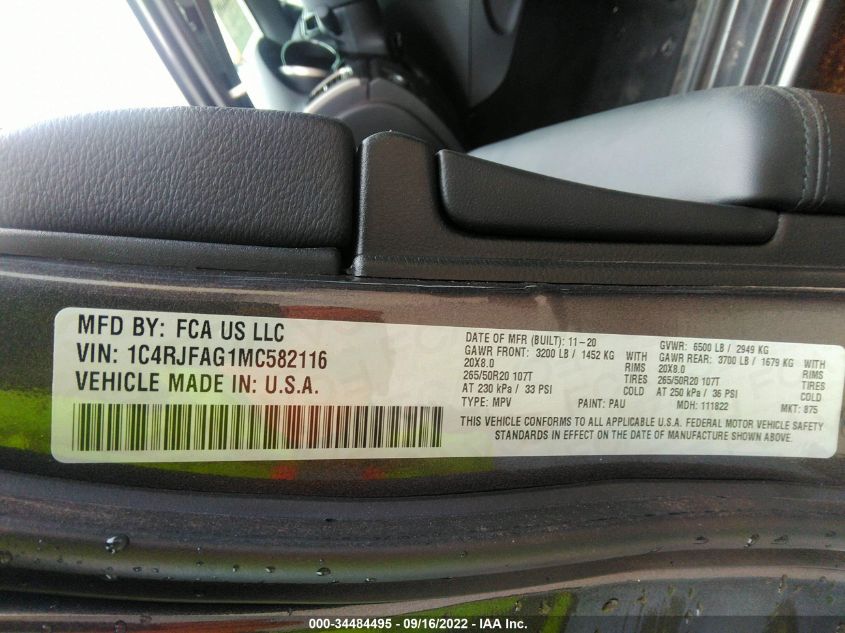 MFD BY: FCA US LLC
VIN: 1C4RJFAG1MC582116
VEHICLE MADE IN: U.S.A.
DATE OF MFR (BUILT): 11-20 GVWR: 6500 LB / 2949 KG
GAWR FRONT: 3200 LB / 1452 KG WITH GAWR REAR: 3700 LB / 1679 KG WITH
20X8.0 RIMS 20X8.0 RIMS
265/50R20 107T TIRES 265/50R20 107T TIRES
AT 230 kPa / 33 PSI COLD AT 250 kPa / 36 PSI COLD
TYPE: MPV PAINT: PAU MDH: 111822 MKT: 875
THIS VEHICLE CONFORMS TO ALL APPLICABLE U.S.A. FEDERAL MOTOR VEHICLE SAFETY
STANDARDS IN EFFECT ON THE DATE OF MANUFACTURE SHOWN ABOVE.
000-34484495 - 09/16/2022 - IAA Inc.